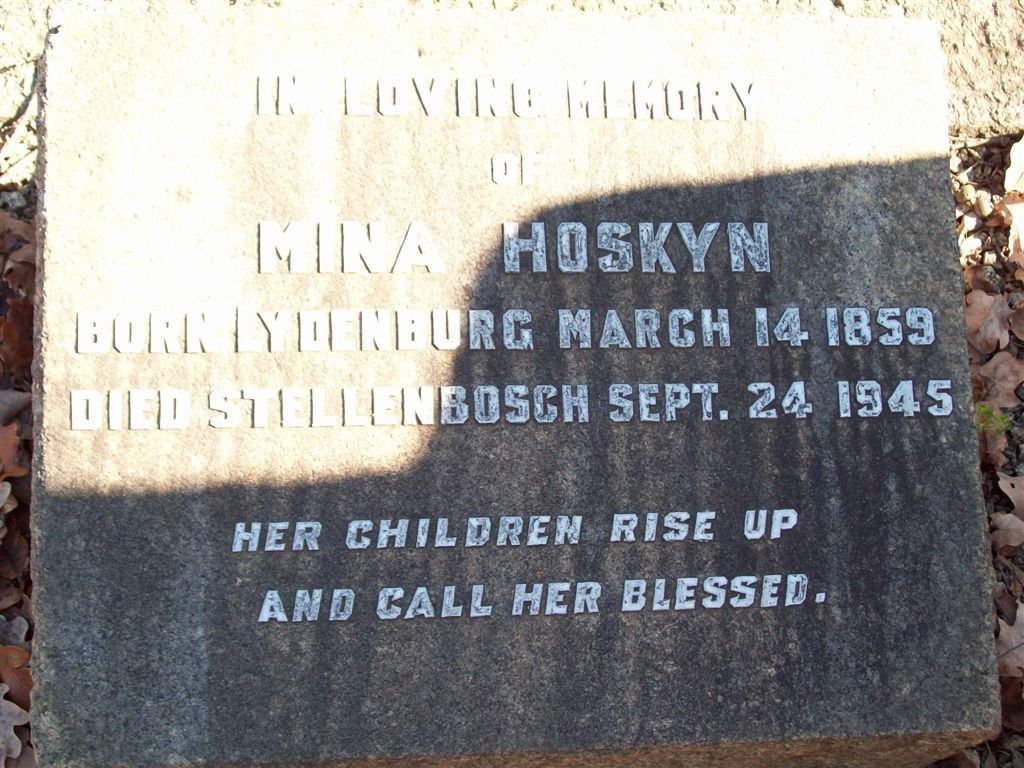 IN LOVING MEMORY
OF
MINA HOSKYN
BORN LYDENBURG MARCH 14 1859
DIED STELLENBOSCH SEPT. 24 1945
HER CHILDREN RISE UP
AND CALL HER BLESSED.